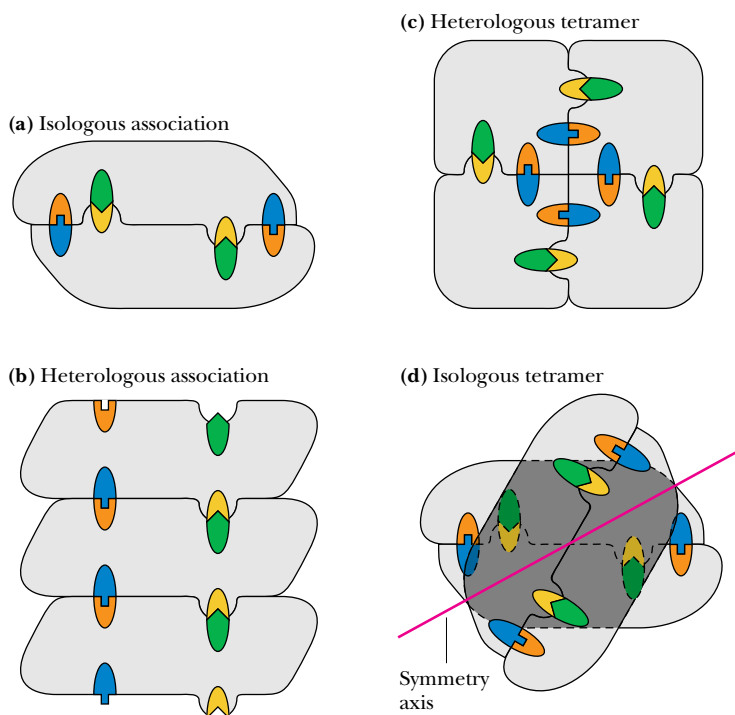 (c) Heterologous tetramer
(a) Isologous association
(b) Heterologous association
(d) Isologous tetramer
Symmetry
axis